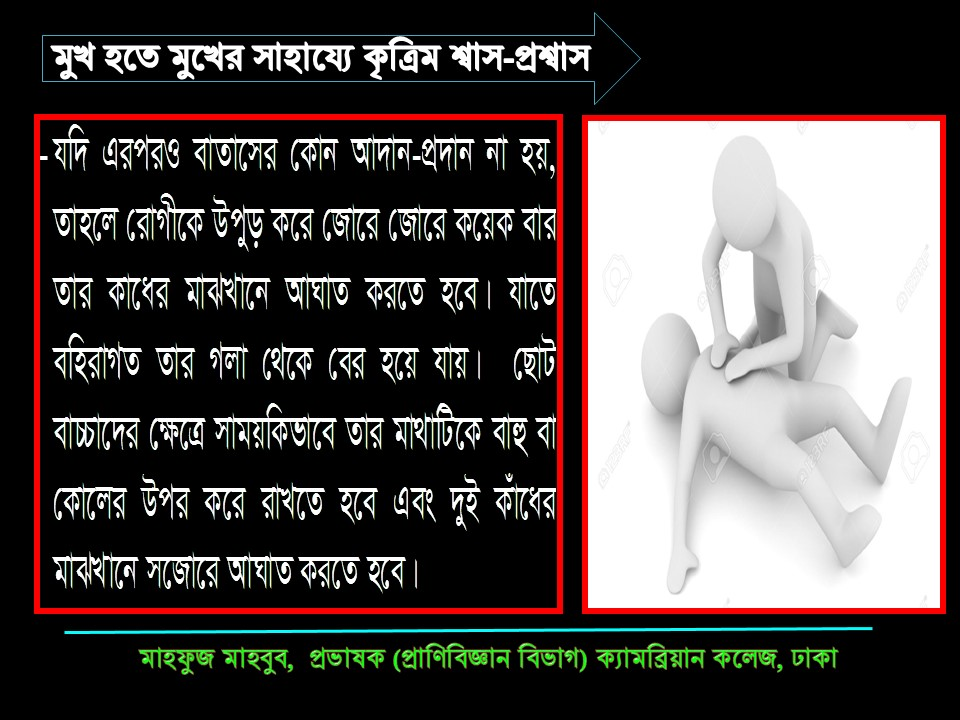 মুখ হতে মুখের সাহায্যে কৃত্রিম শ্বাস-প্রশ্বাস
- যদি এরপরও বাতাসের কোন আদান-প্রদান না হয়,
তাহলে রোগীকে উপুড় করে জোরে জোরে কয়েক বার
তার কাধের মাঝখানে আঘাত করতে হবে। যাতে
বহিরাগত তার গলা থেকে বের হয়ে যায়। ছোট
বাচ্চাদের ক্ষেত্রে সাময়কিভাবে তার মাথাটিকে বাহু বা
কোলের উপর করে রাখতে হবে এবং দুই কাঁধের
মাঝখানে সজোরে আঘাত করতে হবে।
মাহফুজ মাহবুব, প্রভাষক (প্রাণিবিজ্ঞান বিভাগ) ক্যামব্রিয়ান কলেজ, ঢাকা